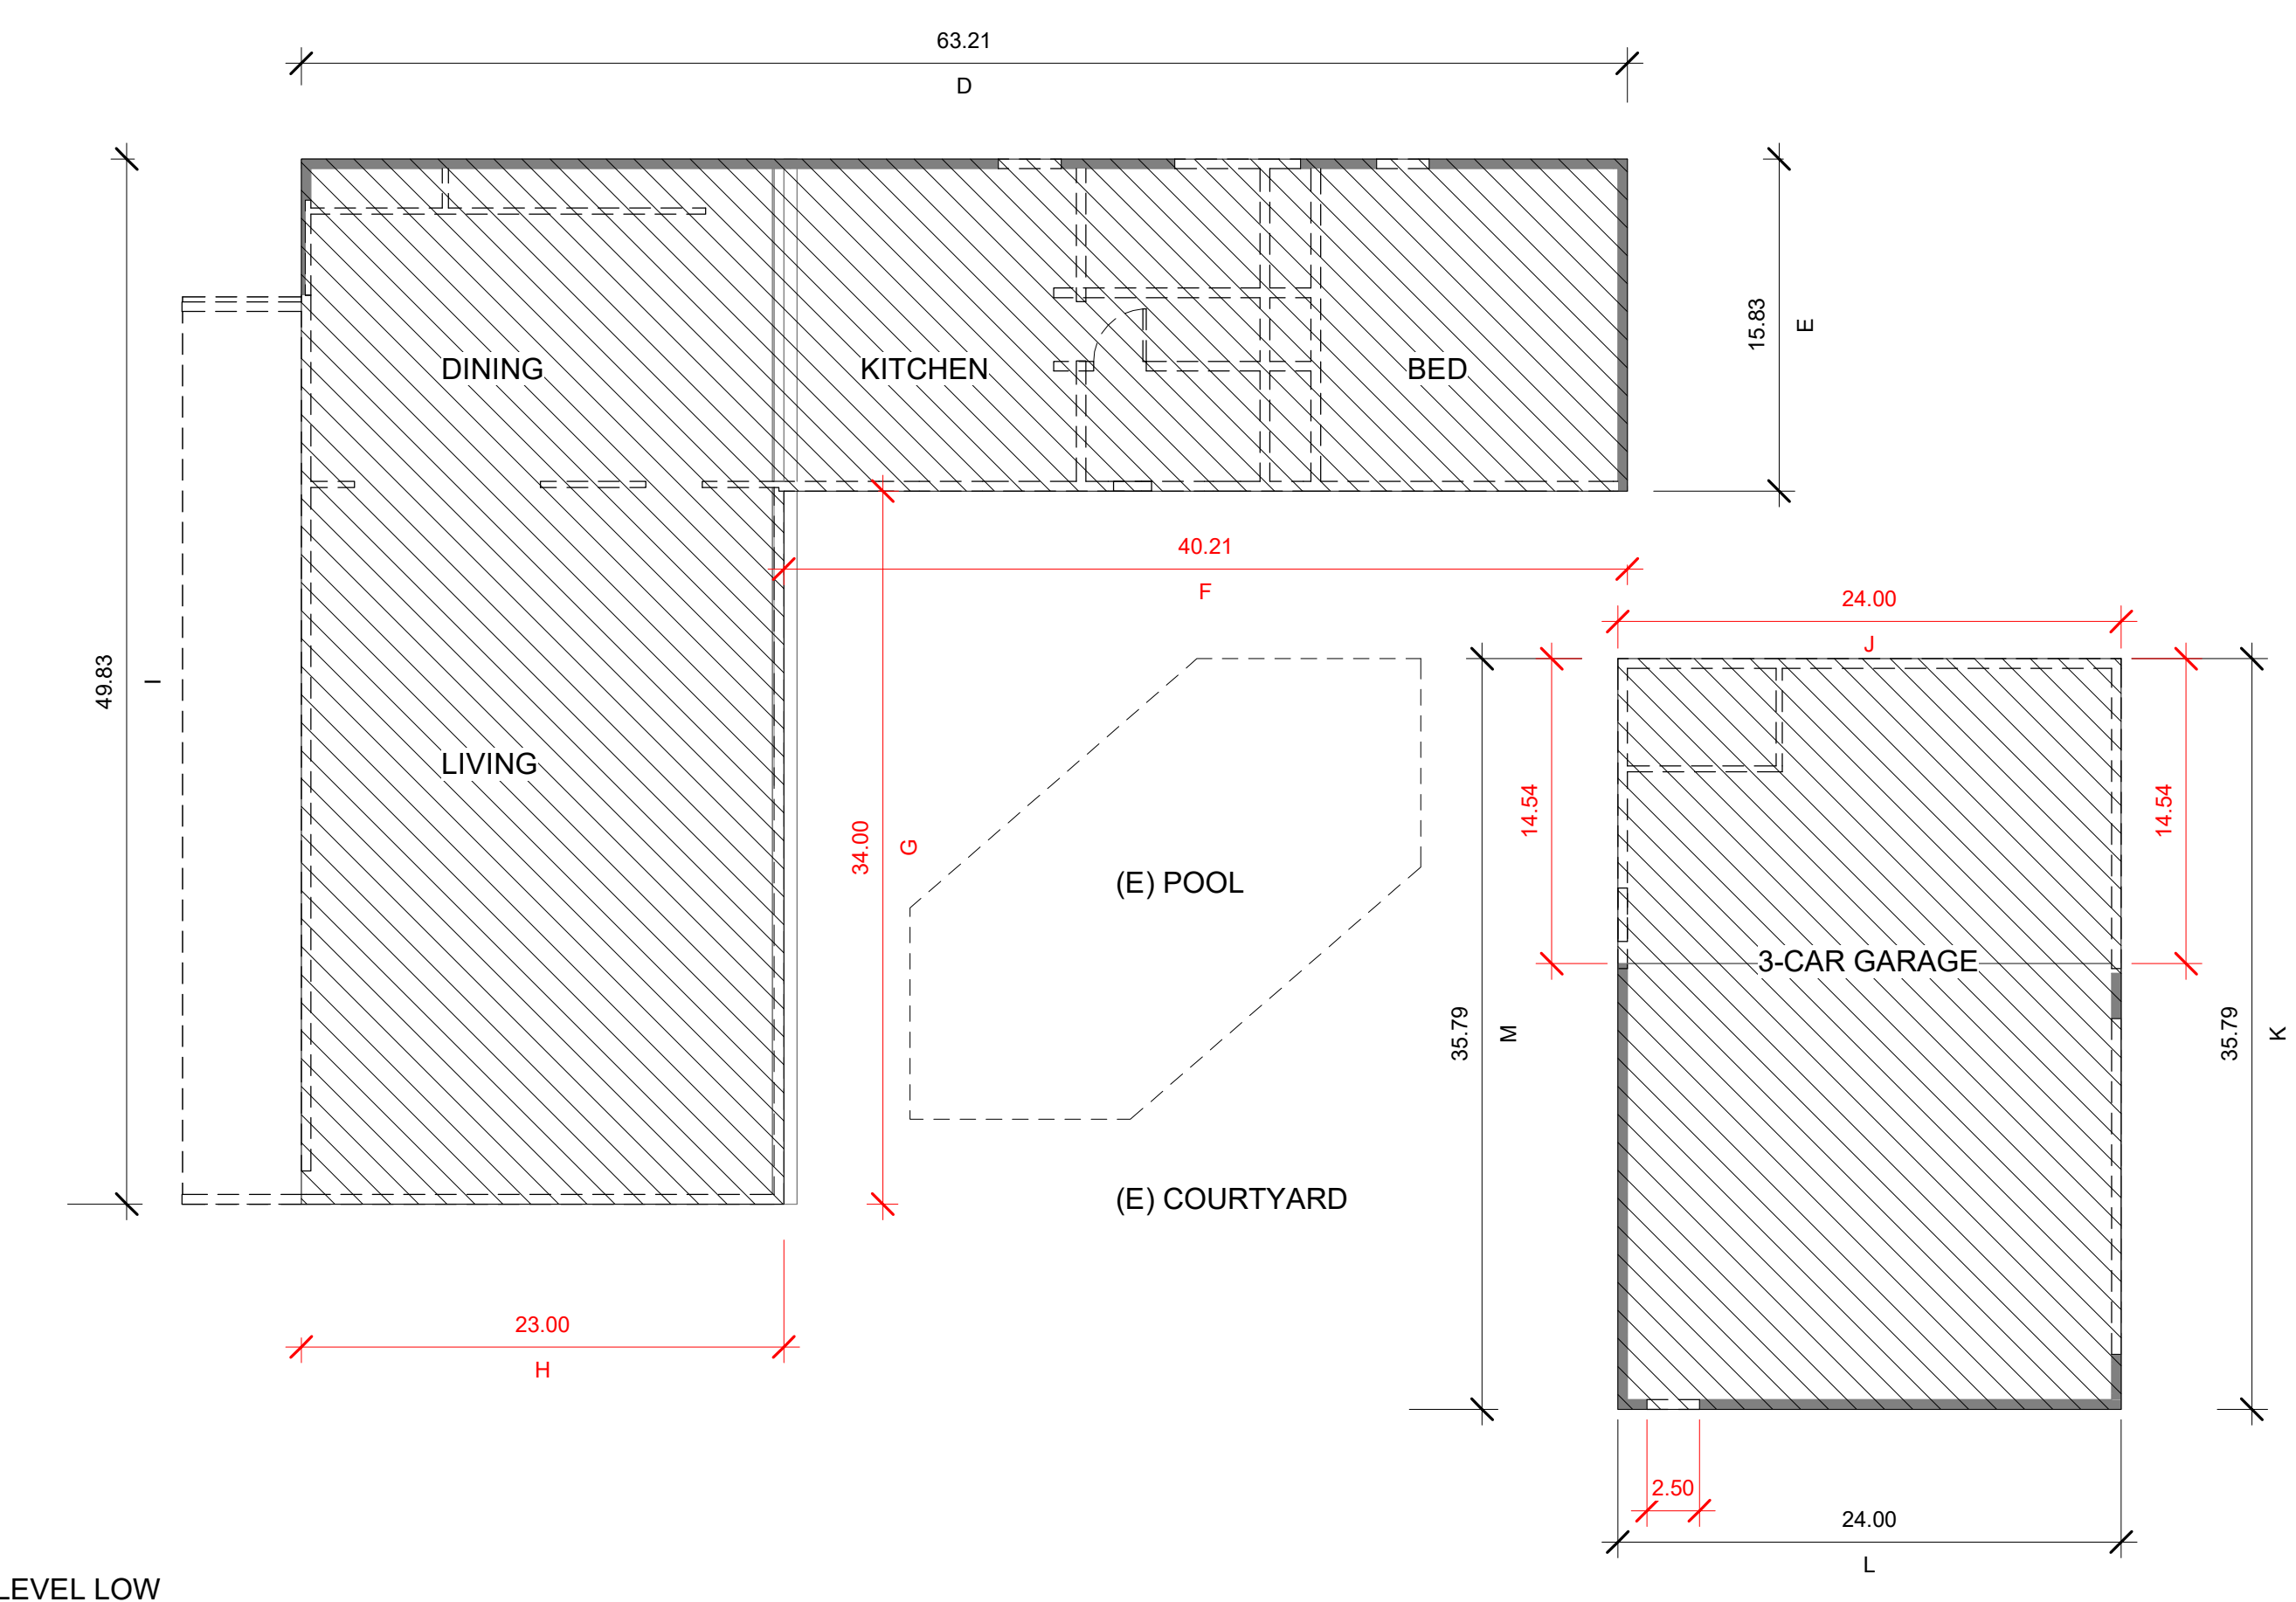 63.21
D
DINING
KITCHEN
BED
15.83
E
40.21
F
24.00
J
49.83
I
LIVING
34.00
G
(E) POOL
14.54
14.54
3-CAR GARAGE
35.79
M
35.79
K
(E) COURTYARD
23.00
H
2.50
24.00
L
LEVEL LOW